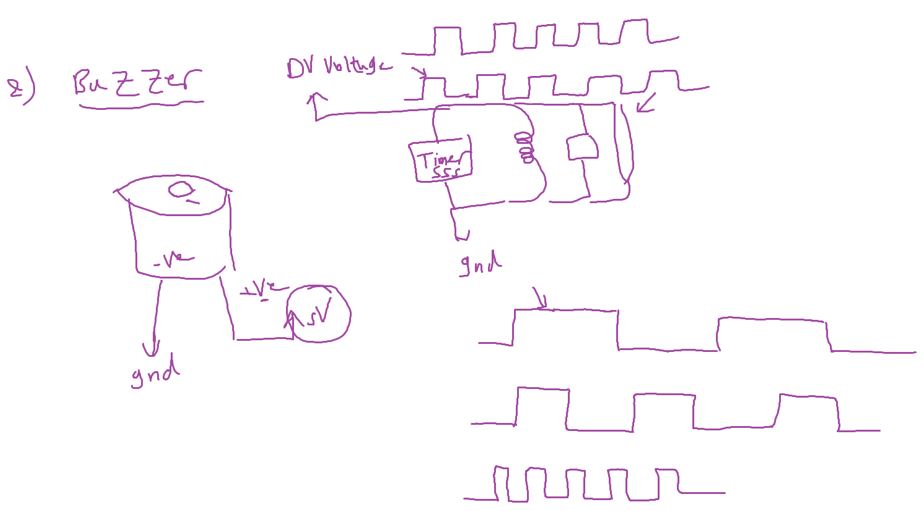 2) BuZZer
DV Voltage
Timer
555
gnd
-Ve
+Ve
5V
gnd